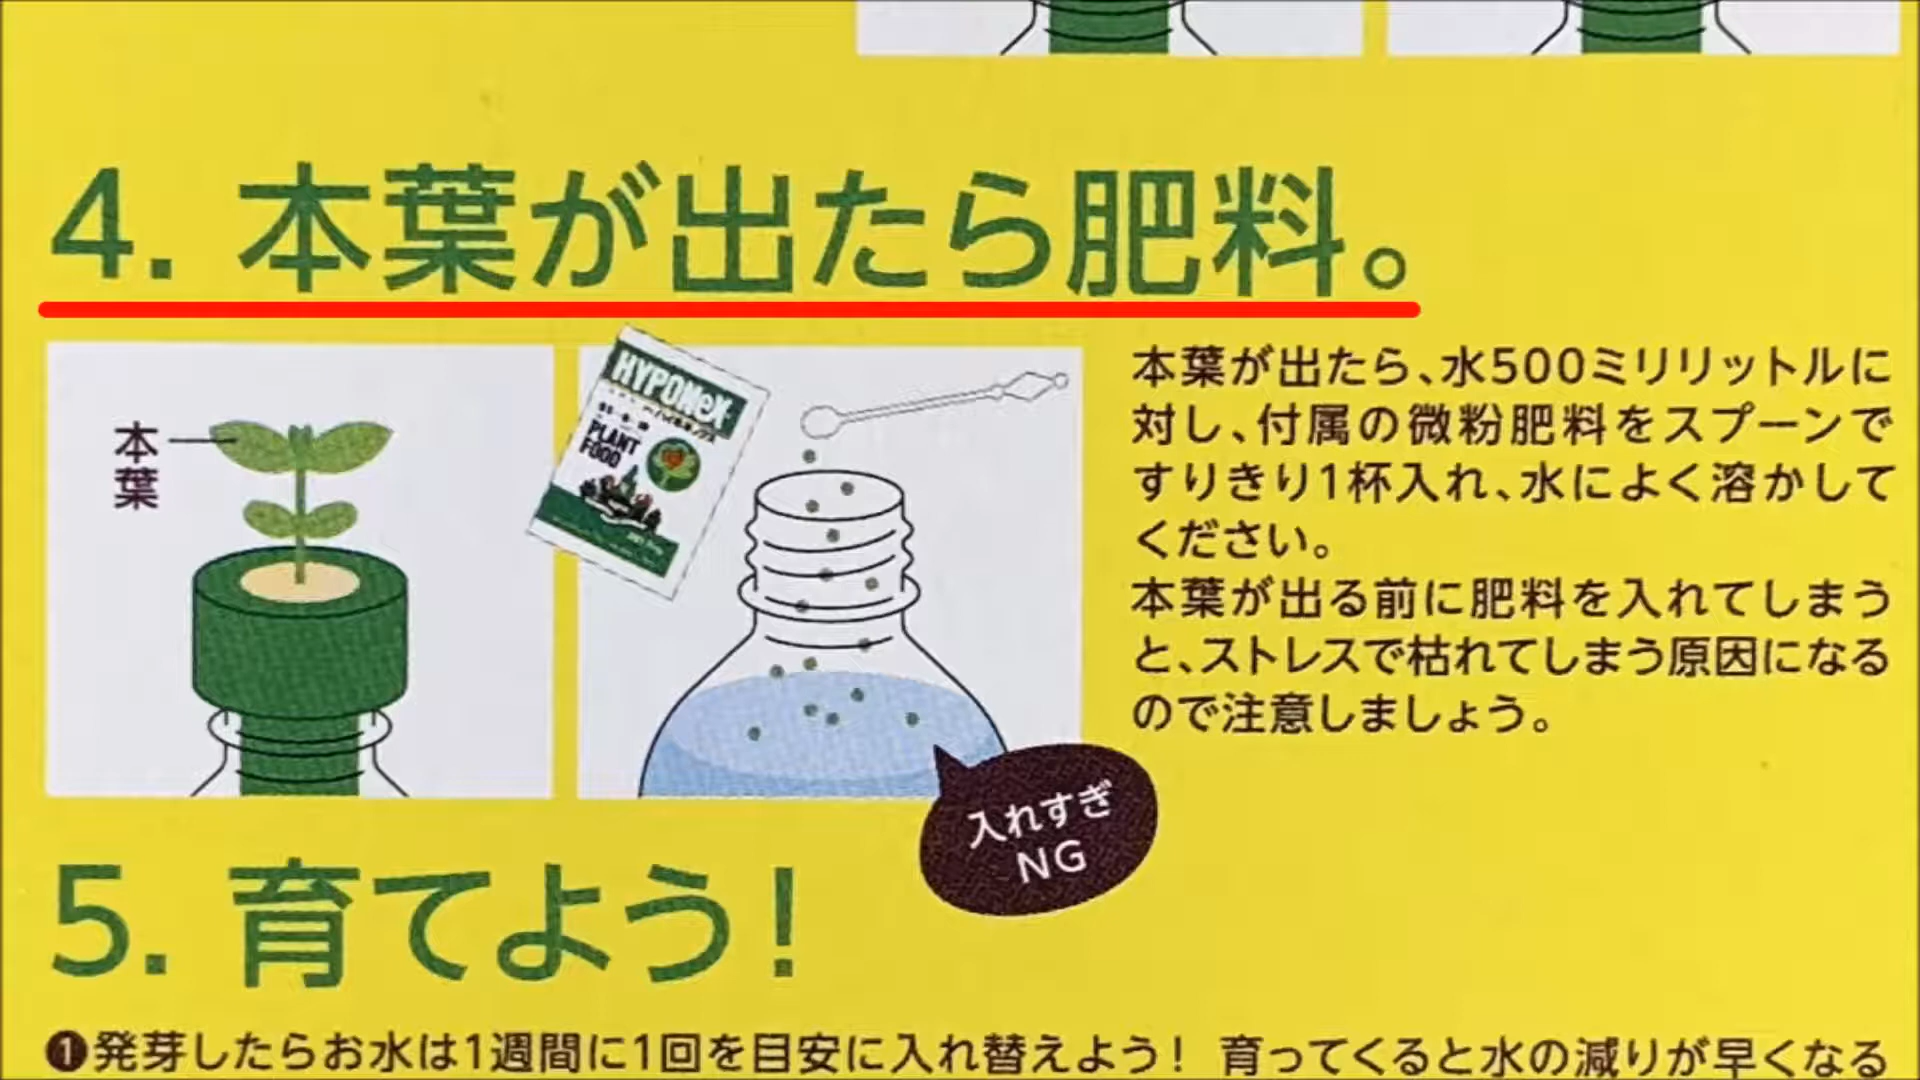 4. 本葉が出たら肥料。
本葉
HYPONeX
PLANT
FOOD
本葉が出たら、水500ミリリットルに
対し、付属の微粉肥料をスプーンで
すりきり1杯入れ、水によく溶かして
ください。
本葉が出る前に肥料を入れてしまう
と、ストレスで枯れてしまう原因になる
ので注意しましょう。
入れすぎ
NG
5. 育てよう!
❶発芽したらお水は1週間に1回を目安に入れ替えよう! 育ってくると水の減りが早くなる